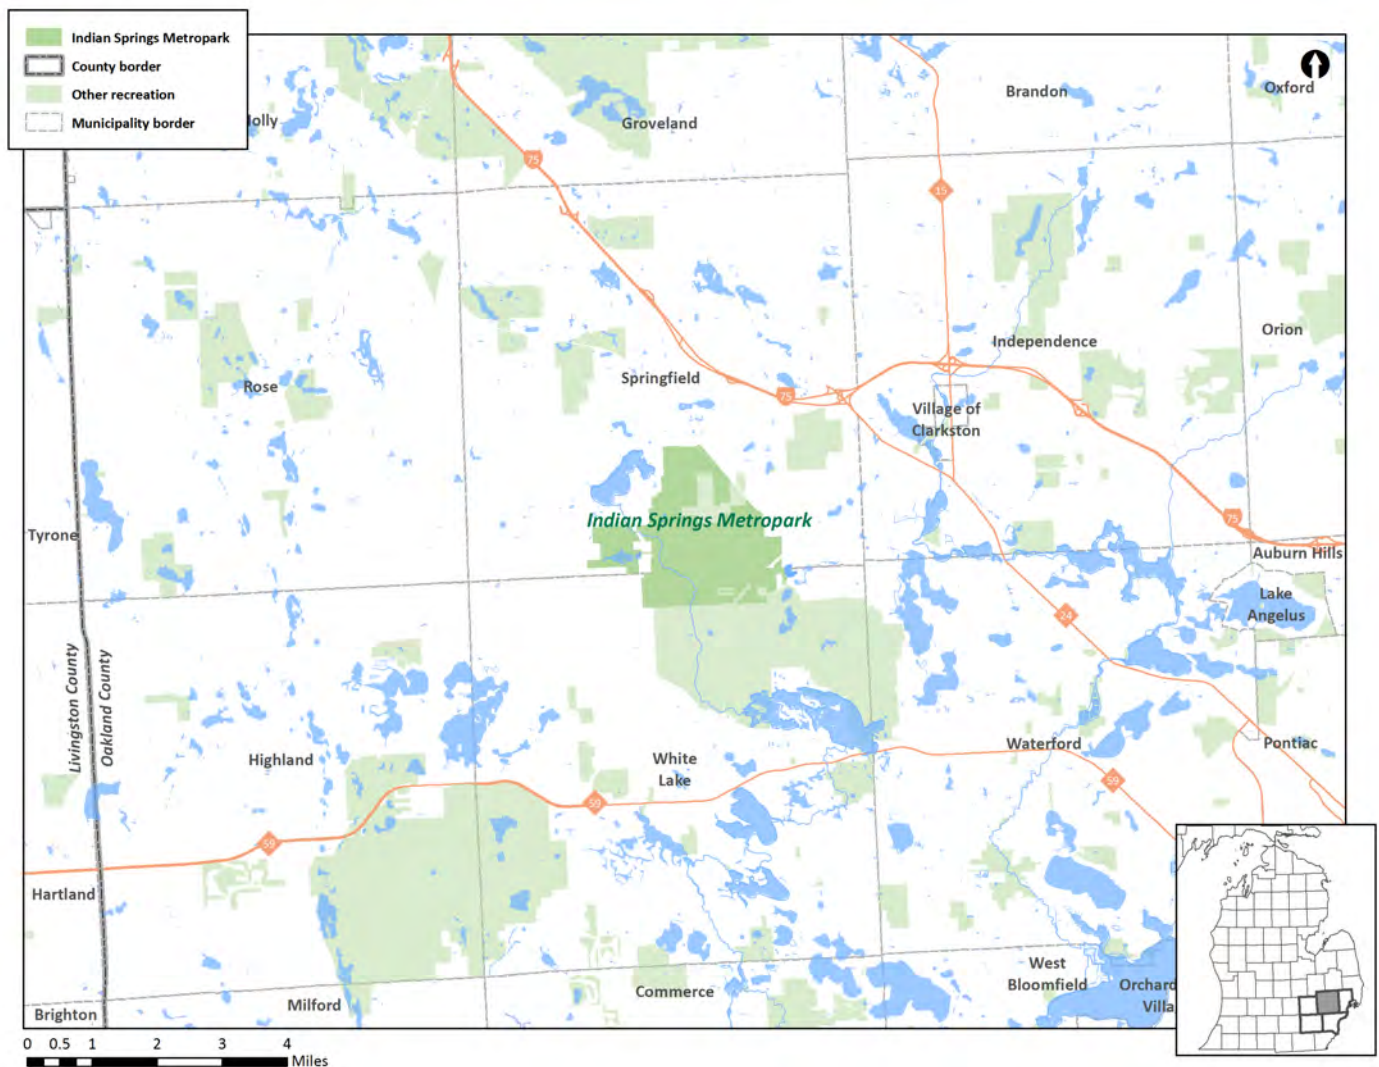 Indian Springs Metropark
County border
Other recreation
Municipality border
olly
Groveland
Brandon
Oxford
75
15
Independence
Orion
Springfield
Rose
75
Village of
Clarkston
Indian Springs Metropark
75
Tyrone
Auburn Hills
Lake
Angelus
24
Livingston County
Oakland County
Highland
White
Lake
Waterford
Pontiac
59
59
59
Hartland
West
Bloomfield
Orchard
Villa
Milford
Commerce
Brighton
0 0.5 1 2 3 4
Miles